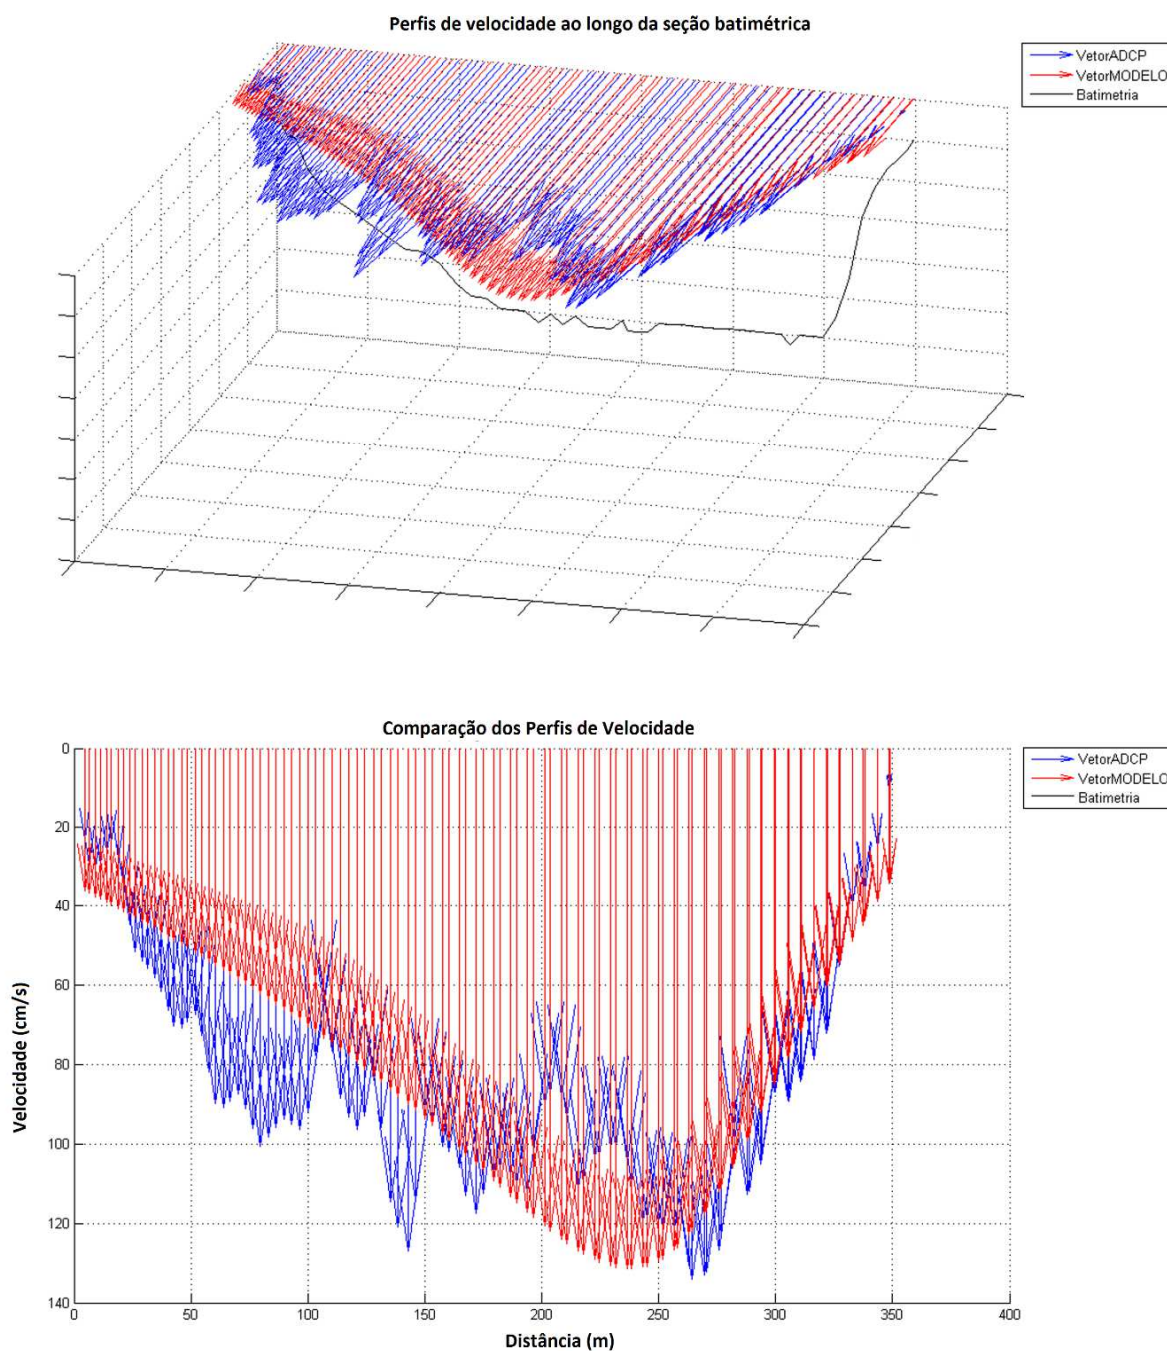 Perfis de velocidade ao longo da seção batimétrica
VetorADCP
VetorMODELO
Batimetria
Comparação dos Perfis de Velocidade
VetorADCP
VetorMODELO
Batimetria
0
20
40
60
80
100
120
140
Velocidade (cm/s)
0 50 100 150 200 250 300 350 400
Distância (m)